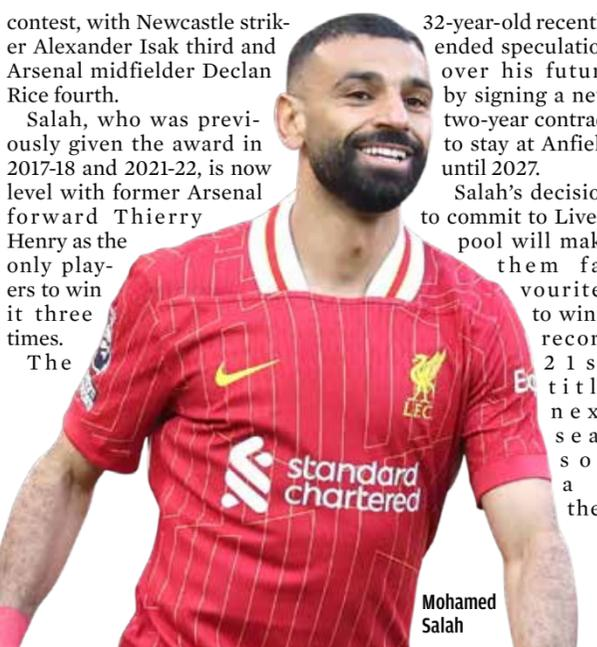 contest, with Newcastle strik-
er Alexander Isak third and
Arsenal midfielder Declan
Rice fourth.
Salah, who was previ-
ously given the award in
2017-18 and 2021-22, is now
level with former Arsenal
forward Thierry
Henry as the
only play-
ers to win
it three
times.
The
32-year-old recent
ended speculatio
over his futur
by signing a ne
two-year contra
to stay at Anfiel
until 2027.
Salah's decisio
to commit to Live
pool will mak
them fa
vourite
to win
recor
21s
titl
nex
sea
so
a
the
L.F.C.
standard
chartered
Mohamed
Salah